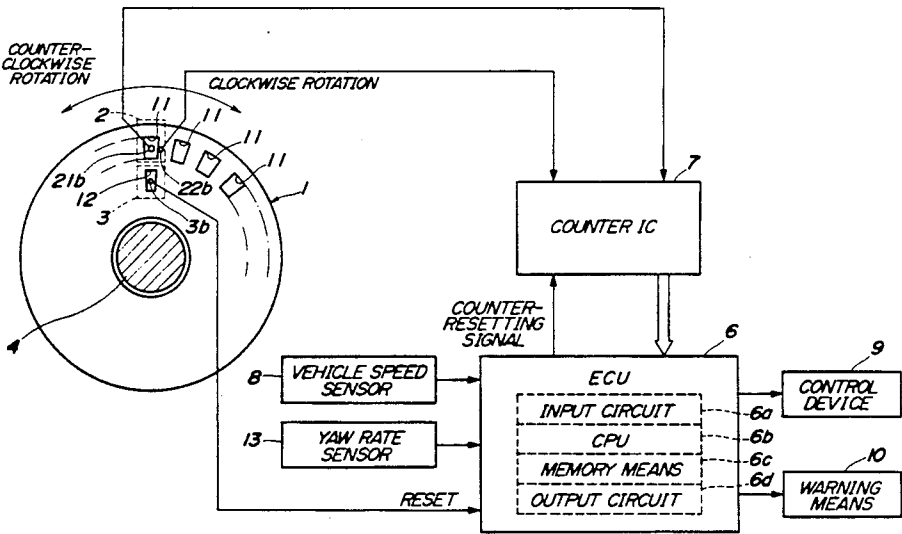 COUNTER-
CLOCKWISE
ROTATION
CLOCKWISE ROTATION
2
11
11
11
11
21b
12
22b
1
3
3b
4
7
COUNTER IC
COUNTER-
RESETTING
SIGNAL
6
8
VEHICLE SPEED
SENSOR
13
YAW RATE
SENSOR
RESET
ECU
INPUT CIRCUIT
6a
CPU
6b
MEMORY MEANS
6c
OUTPUT CIRCUIT
6d
9
CONTROL
DEVICE
10
WARNING
MEANS